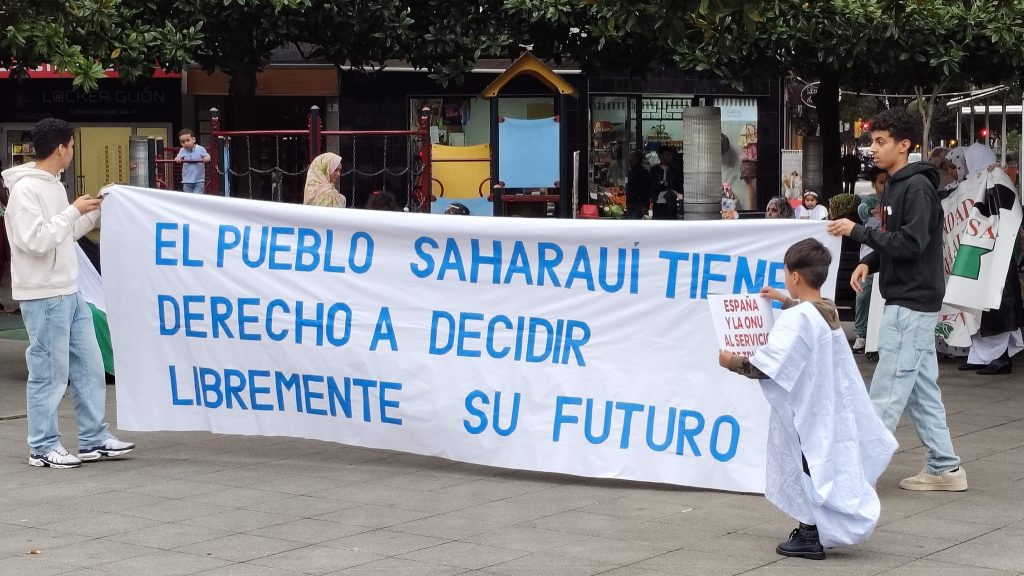 LOCKER GIJÓN
EL PUEBLO SAHARAUÍ TIENE
DERECHO A DECIDIR
LIBREMENTE SU FUTURO
ESPAÑA
Y LA ONU
AL SERVICIO